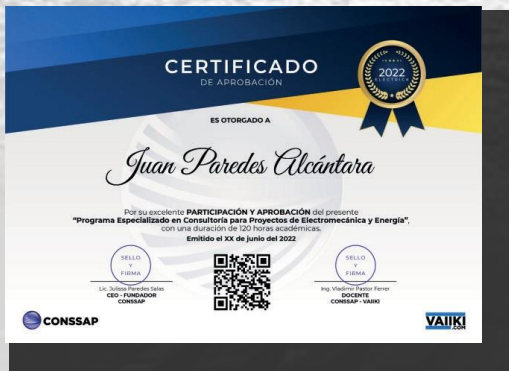 CERTIFICADO
DE APROBACIÓN
2022
ELECTRICA
ES OTORGADO A
Juan Paredes Alcántara
Por su excelente PARTICIPACIÓN Y APROBACIÓN del presente
"Programa Especializado en Consultoría para Proyectos de Electromecánica y Energía",
con una duración de 120 horas académicas.
Emitido el XX de junio del 2022
SELLO
Y
FIRMA
Lic. Julissa Paredes Salas
CEO - FUNDADOR
CONSSAP
SELLO
Y
FIRMA
Ing. Vladimir Pastor Ferrer
DOCENTE
CONSSAP - VAIIKI
CONSSAP
VAIIKI
.COM